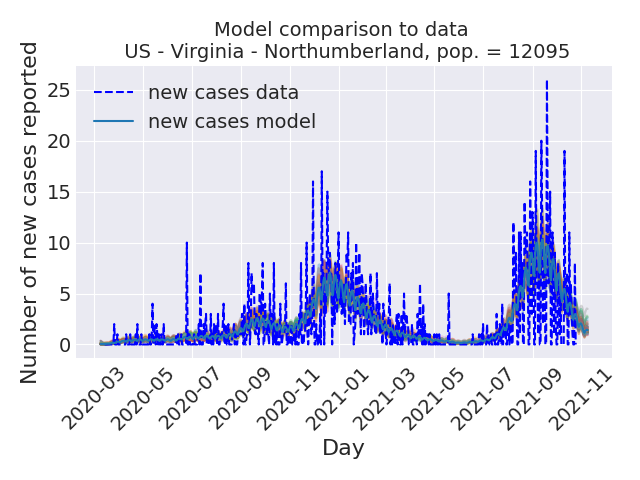 Model comparison to data
US - Virginia - Northumberland, pop. = 12095
Number of new cases reported
25
20
15
10
5
0
new cases data
new cases model
2020-03
2020-05
2020-07
2020-09
2020-11
2021-01
2021-03
2021-05
2021-07
2021-09
2021-11
Day